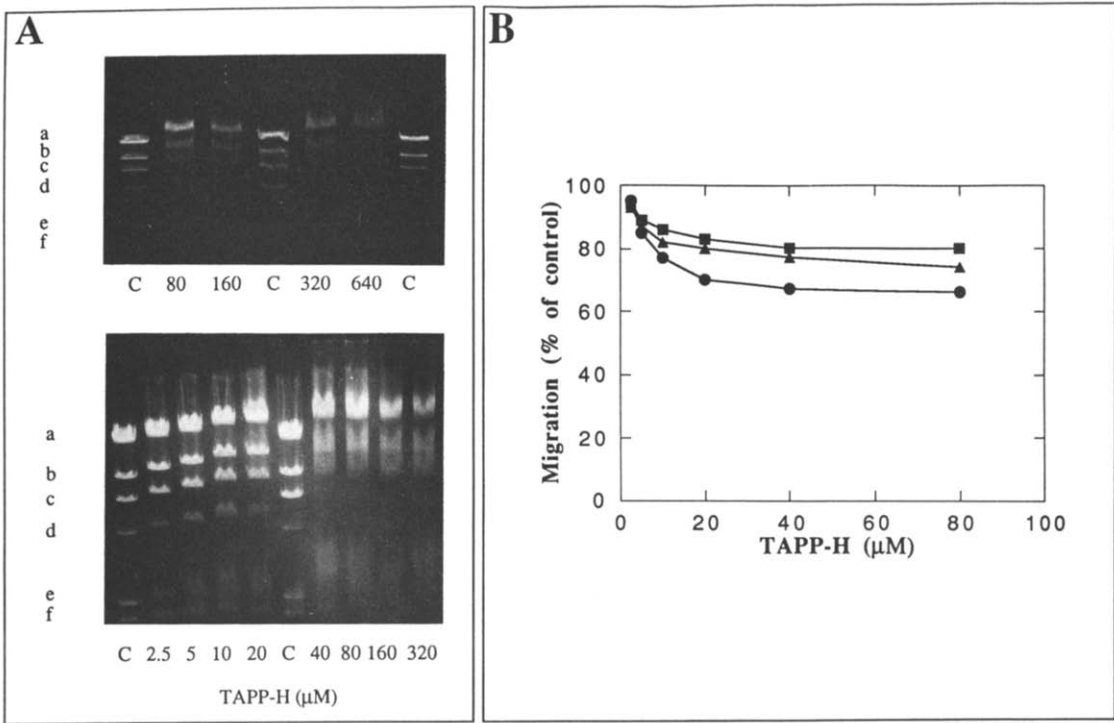 A
a
b
c
d
e
f
C 80 160 C 320 640 C
a
b
c
d
e
f
C 2.5 5 10 20 C 40 80 160 320
TAPP-H (µM)
B
Migration (% of control)
100
80
60
40
20
0
0 20 40 60 80 100
TAPP-H (µM)